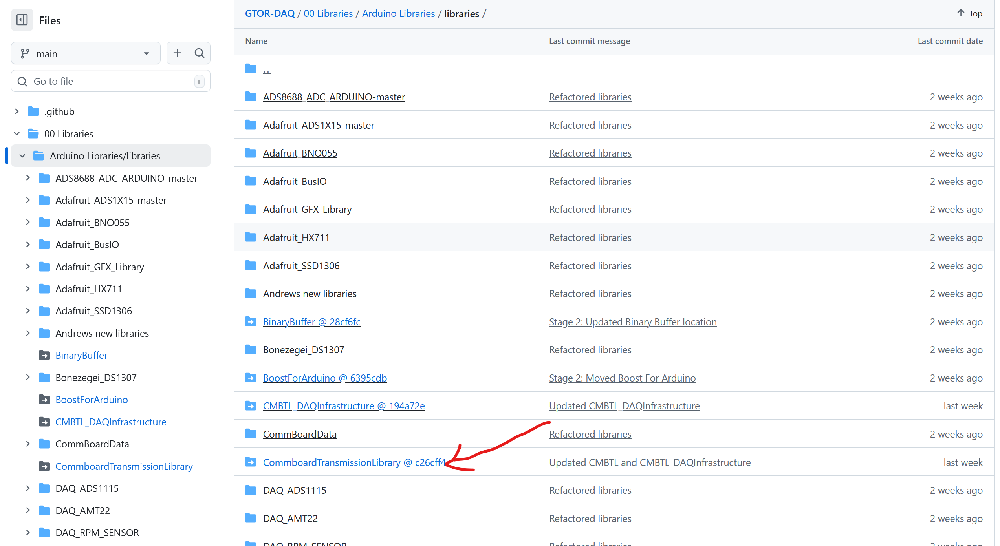 Files
main
Go to file
t
.github
00 Libraries
Arduino Libraries/libraries
ADS8688_ADC_ARDUINO-master
Adafruit_ADS1X15-master
Adafruit_BNO055
Adafruit_BusIO
Adafruit_GFX_Library
Adafruit_HX711
Adafruit_SSD1306
Andrews new libraries
BinaryBuffer
Bonezegei_DS1307
BoostForArduino
CMBTL_DAQInfrastructure
CommBoardData
CommboardTransmissionLibrary
DAQ_ADS1115
DAQ_AMT22
DAQ_RPM_SENSOR
GTOR-DAQ / 00 Libraries / Arduino Libraries / libraries / Top
Name Last commit message Last commit date
..
ADS8688_ADC_ARDUINO-master Refactored libraries 2 weeks ago
Adafruit_ADS1X15-master Refactored libraries 2 weeks ago
Adafruit_BNO055 Refactored libraries 2 weeks ago
Adafruit_BusIO Refactored libraries 2 weeks ago
Adafruit_GFX_Library Refactored libraries 2 weeks ago
Adafruit_HX711 Refactored libraries 2 weeks ago
Adafruit_SSD1306 Refactored libraries 2 weeks ago
Andrews new libraries Refactored libraries 2 weeks ago
BinaryBuffer @ 28cf6fc Stage 2: Updated Binary Buffer location 2 weeks ago
Bonezegei_DS1307 Refactored libraries 2 weeks ago
BoostForArduino @ 6395cdb Stage 2: Moved Boost For Arduino 2 weeks ago
CMBTL_DAQInfrastructure @ 194a72e Updated CMBTL_DAQInfrastructure last week
CommBoardData Refactored libraries 2 weeks ago
CommboardTransmissionLibrary @ c26cff4 Updated CMBTL and CMBTL_DAQInfrastructure last week
DAQ_ADS1115 Refactored libraries 2 weeks ago
DAQ_AMT22 Refactored libraries 2 weeks ago
DAQ_RPM_SENSOR Refactored libraries 2 weeks ago